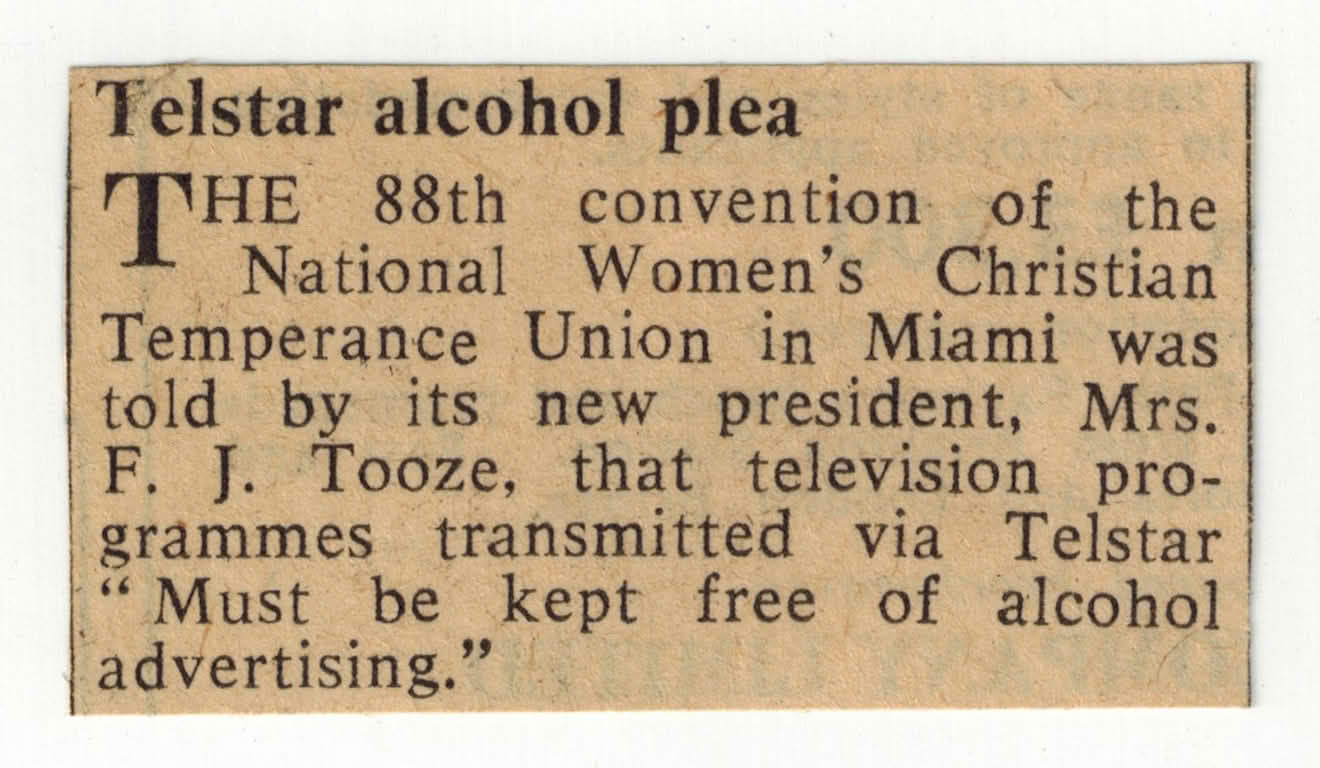 Telstar alcohol plea
THE 88th convention of the
National Women's Christian
Temperance Union in Miami was
told by its new president, Mrs.
F. J. Tooze, that television pro-
grammes transmitted via Telstar
“Must be kept free of alcohol
advertising.”